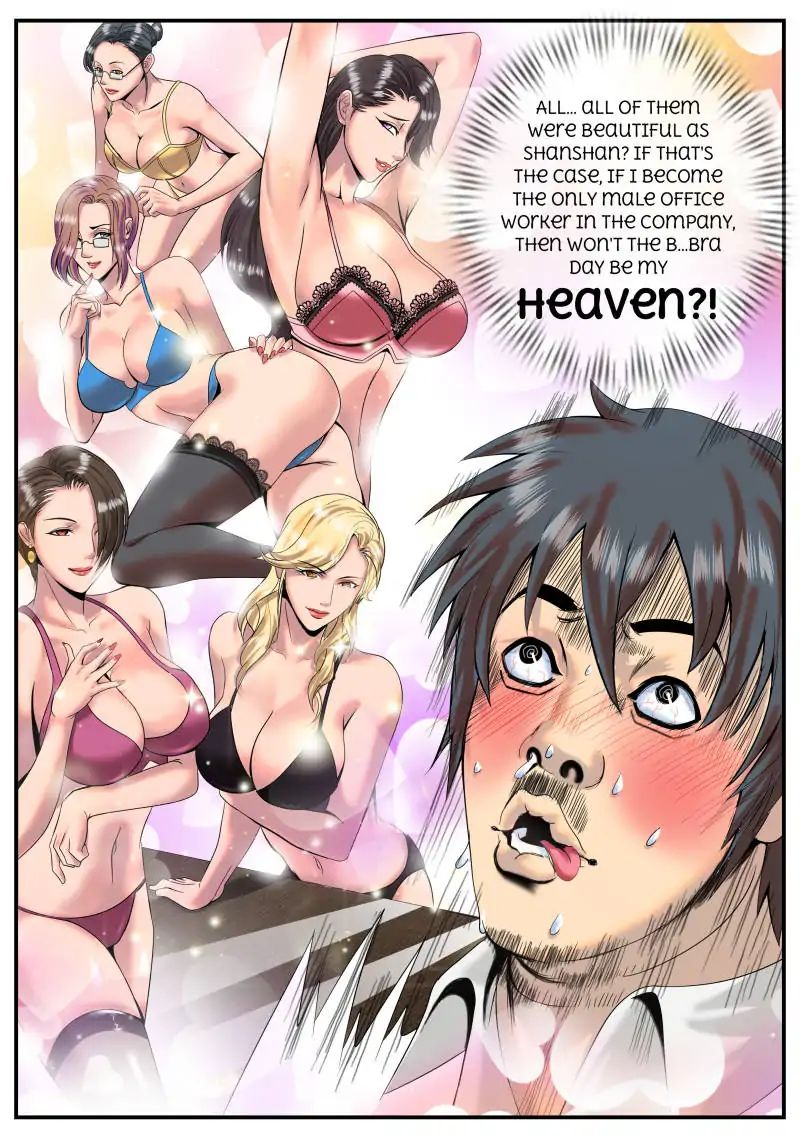 ALL... ALL OF THEM
WERE BEAUTIFUL AS
SHANSHAN? IF THAT'S
THE CASE, IF I BECOME
THE ONLY MALE OFFICE
WORKER IN THE COMPANY,
THEN WON'T THE B...BRA
DAY BE MY
HEAVEN?!